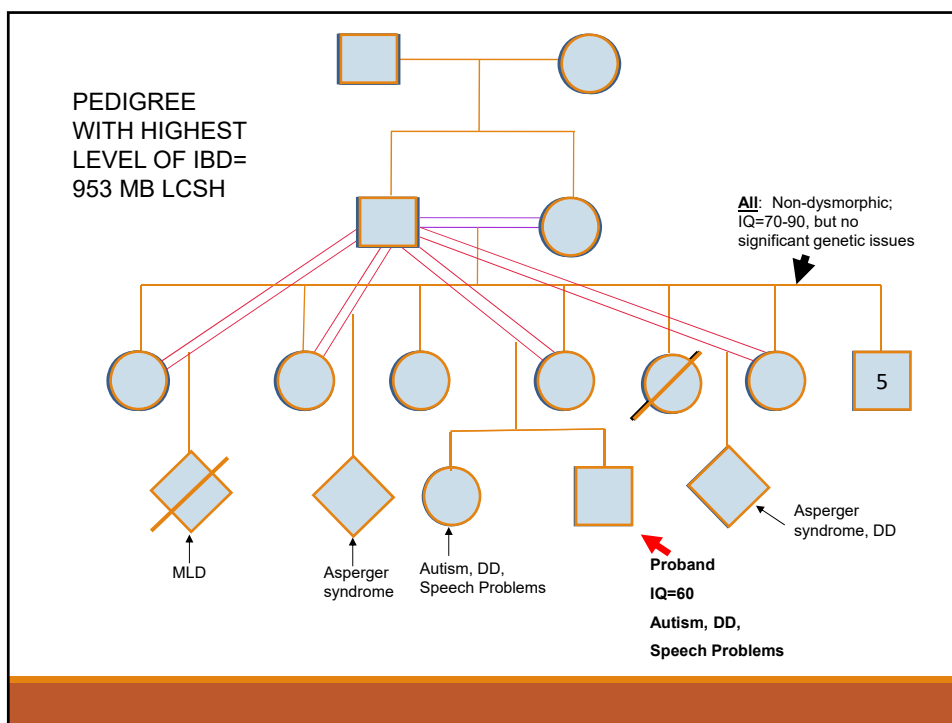 PEDIGREE
WITH HIGHEST
LEVEL OF IBD=
953 MB LCSH
All: Non-dysmorphic;
IQ=70-90, but no
significant genetic issues
5
MLD
Asperger
syndrome
Autism, DD,
Speech Problems
Proband
IQ=60
Autism, DD,
Speech Problems
Asperger
syndrome, DD